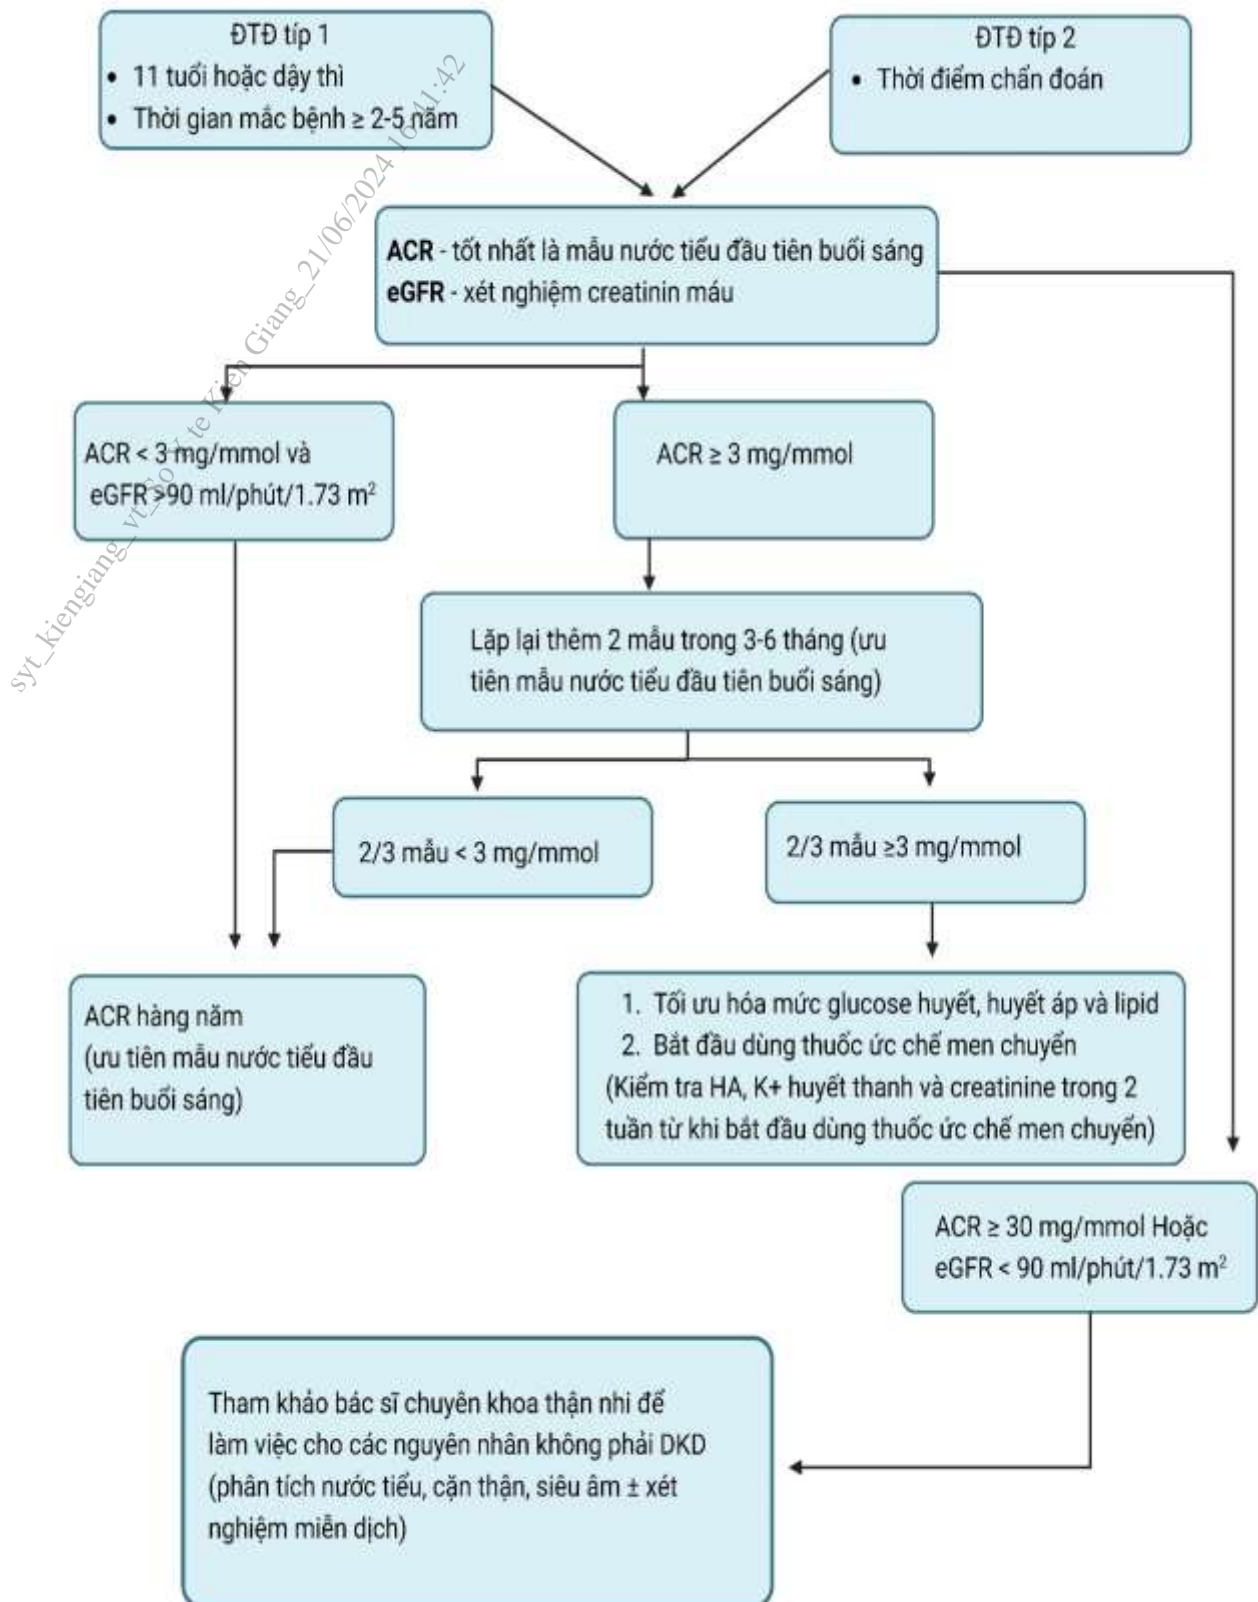 ĐTĐ típ 1
• 11 tuổi hoặc dậy thì
• Thời gian mắc bệnh ≥ 2-5 năm
ĐTĐ típ 2
• Thời điểm chẩn đoán
ACR - tốt nhất là mẫu nước tiểu đầu tiên buổi sáng
eGFR - xét nghiệm creatinin máu
ACR < 3 mg/mmol và
eGFR >90 ml/phút/1.73 m²
ACR ≥ 3 mg/mmol
Lặp lại thêm 2 mẫu trong 3-6 tháng (ưu
tiên mẫu nước tiểu đầu tiên buổi sáng)
2/3 mẫu < 3 mg/mmol
2/3 mẫu ≥3 mg/mmol
ACR hàng năm
(ưu tiên mẫu nước tiểu đầu
tiên buổi sáng)
1. Tối ưu hóa mức glucose huyết, huyết áp và lipid
2. Bắt đầu dùng thuốc ức chế men chuyển
(Kiểm tra HA, K+ huyết thanh và creatinine trong 2
tuần từ khi bắt đầu dùng thuốc ức chế men chuyển)
ACR ≥ 30 mg/mmol Hoặc
eGFR < 90 ml/phút/1.73 m²
Tham khảo bác sĩ chuyên khoa thận nhi để
làm việc cho các nguyên nhân không phải DKD
(phân tích nước tiểu, cặn thận, siêu âm ± xét
nghiệm miễn dịch)
syt_kiengiang_vt_So Y te Kien Giang_21/06/2024 16:41:42